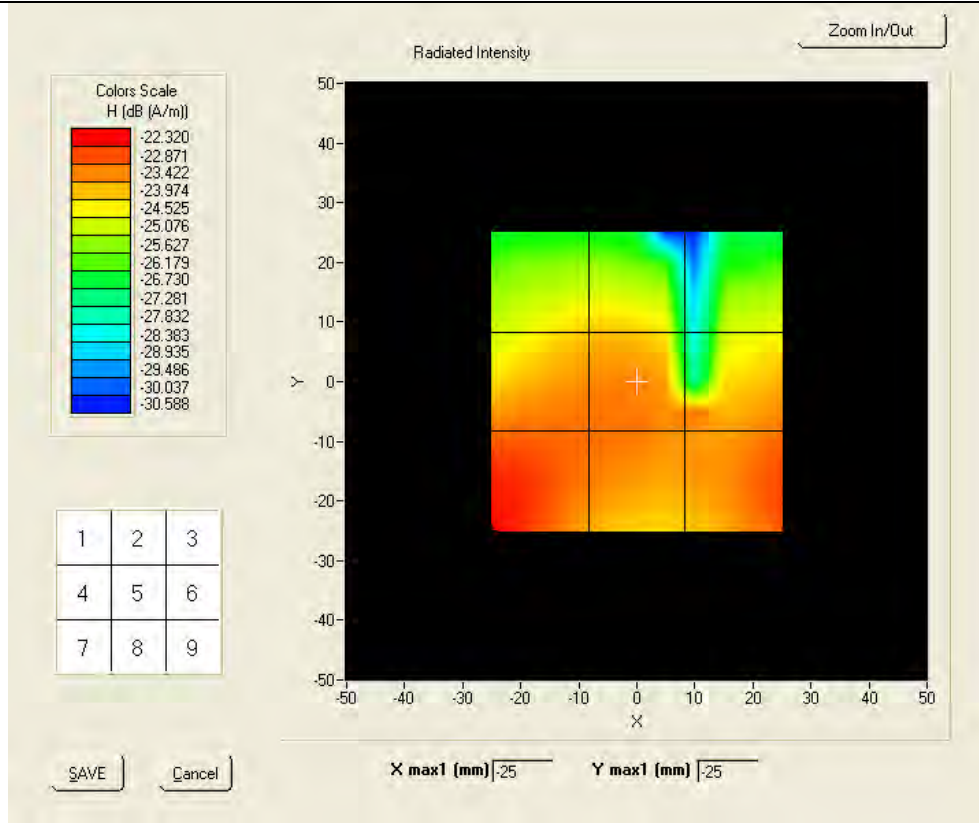 Zoom In/Out
Radiated Intensity
Colors Scale
H (dB (A/m))
-22.320
-22.871
-23.422
-23.974
-24.525
-25.076
-25.627
-26.179
-26.730
-27.281
-27.832
-28.383
-28.935
-29.486
-30.037
-30.588
50
40
30
20
10
0
-10
-20
-30
-40
-50
Y
-50 -40 -30 -20 -10 0 10 20 30 40 50
X
1 2 3
4 5 6
7 8 9
SAVE Cancel
X max1 (mm) -25 Y max1 (mm) -25